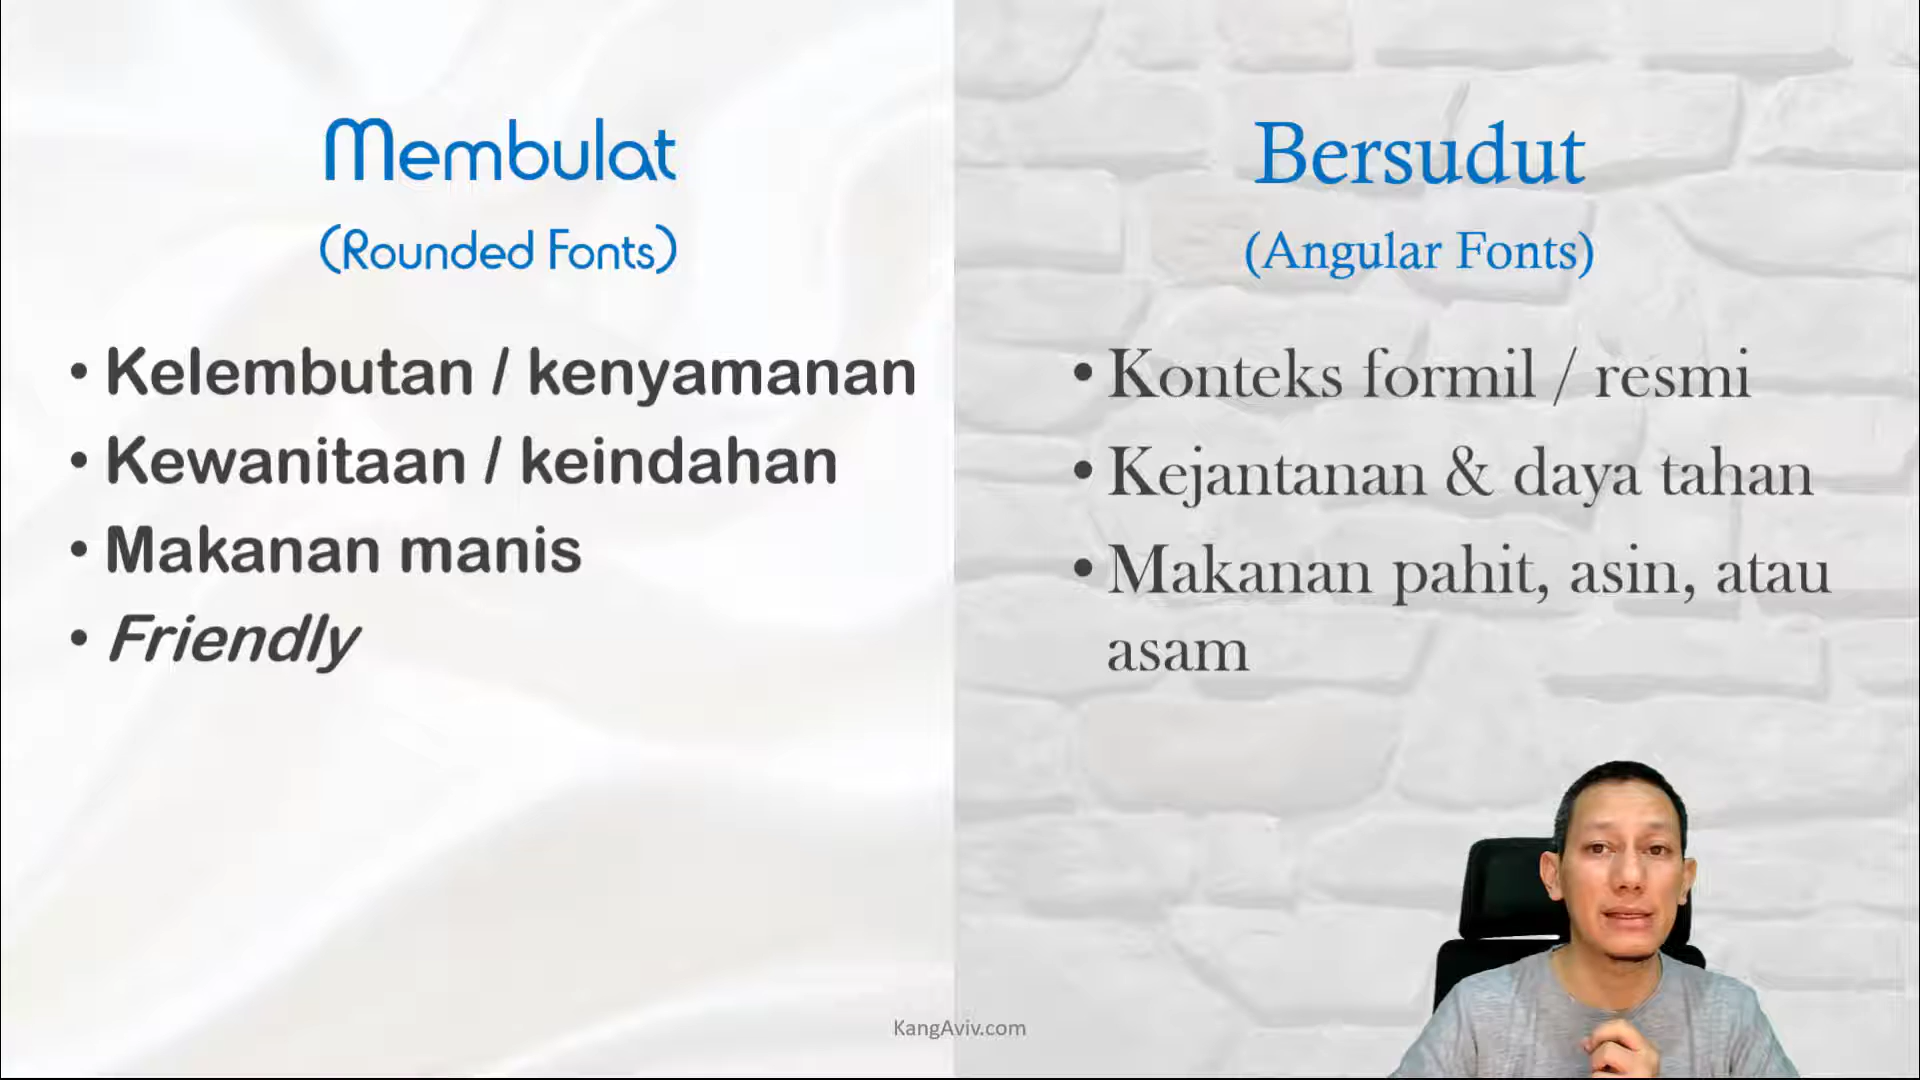 Membulat
(Rounded Fonts)
• Kelembutan / kenyamanan
• Kewanitaan / keindahan
• Makanan manis
• Friendly
Bersudut
(Angular Fonts)
• Konteks formil / resmi
• Kejantanan & daya tahan
• Makanan pahit, asin, atau
asam
KangAviv.com